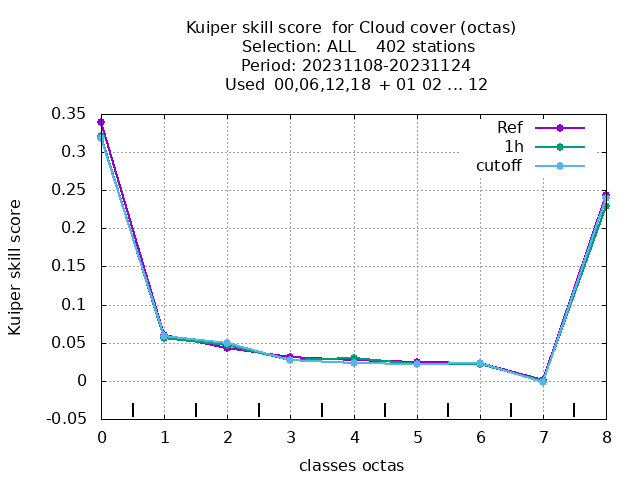 Kuiper skill score  for Cloud cover (octas)
Selection: ALL    402 stations
Period: 20231108-20231124
Used  00,06,12,18 + 01 02 ... 12
Ref
1h
cutoff
0.35
0.3
0.25
0.2
0.15
0.1
0.05
0
-0.05
Kuiper skill score
0 1 2 3 4 5 6 7 8
classes octas